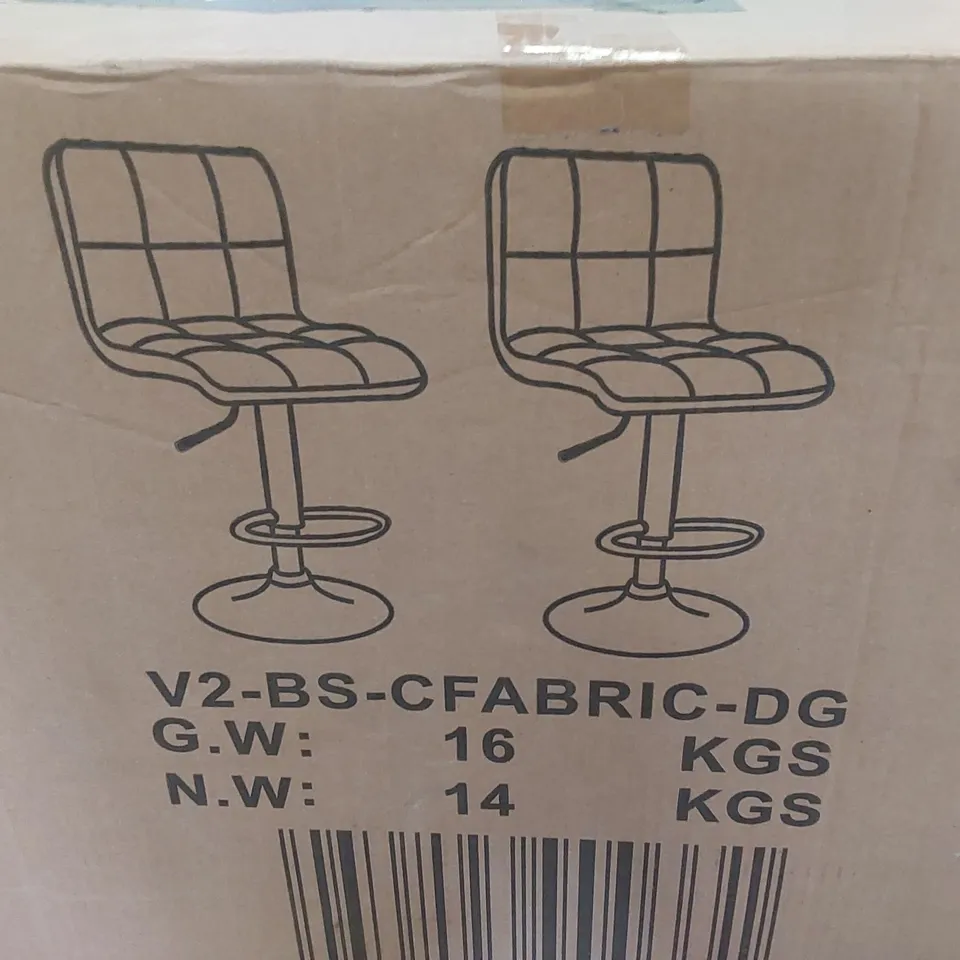 V2-BS-CFABRIC-DG
G.W: 16 KGS
N.W: 14 KGS